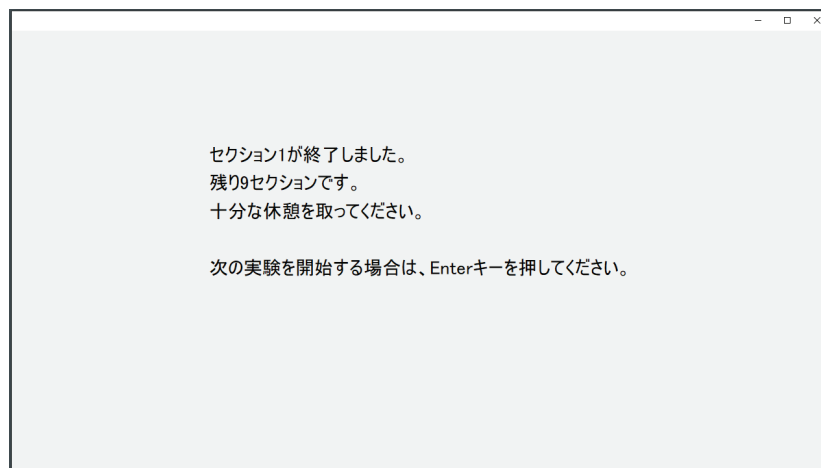 セクション1が終了しました。
残り9セクションです。
十分な休憩を取ってください。
次の実験を開始する場合は、Enterキーを押してください。